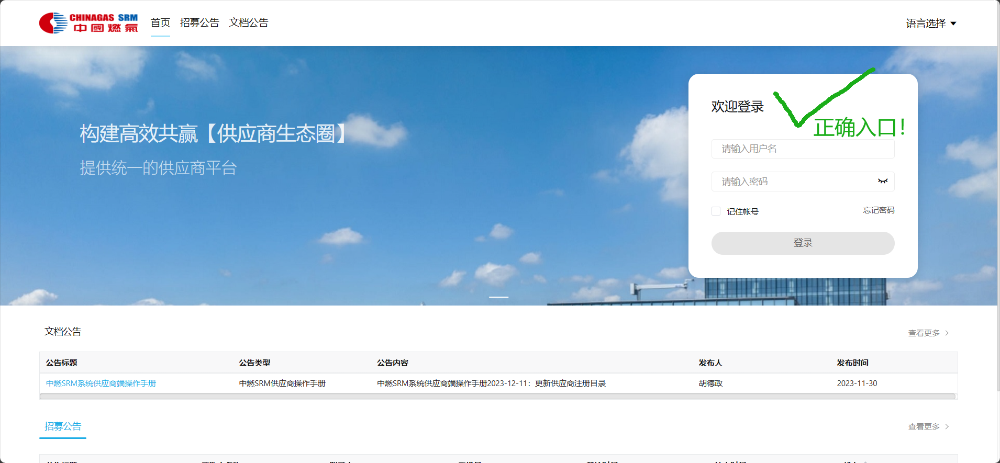 CHINAGAS SRM
中國燃氣
首页 招募公告 文档公告
语言选择
构建高效共赢【供应商生态圈】
提供统一的供应商平台
欢迎登录
正确入口！
请输入用户名
请输入密码
记住帐号 忘记密码
登录
文档公告 查看更多
公告标题 公告类型 公告内容 发布人 发布时间
中燃SRM系统供应商端操作手册 中燃SRM供应商操作手册 中燃SRM系统供应商端操作手册2023-12-11：更新供应商注册目录 胡德政 2023-11-30
招募公告 查看更多